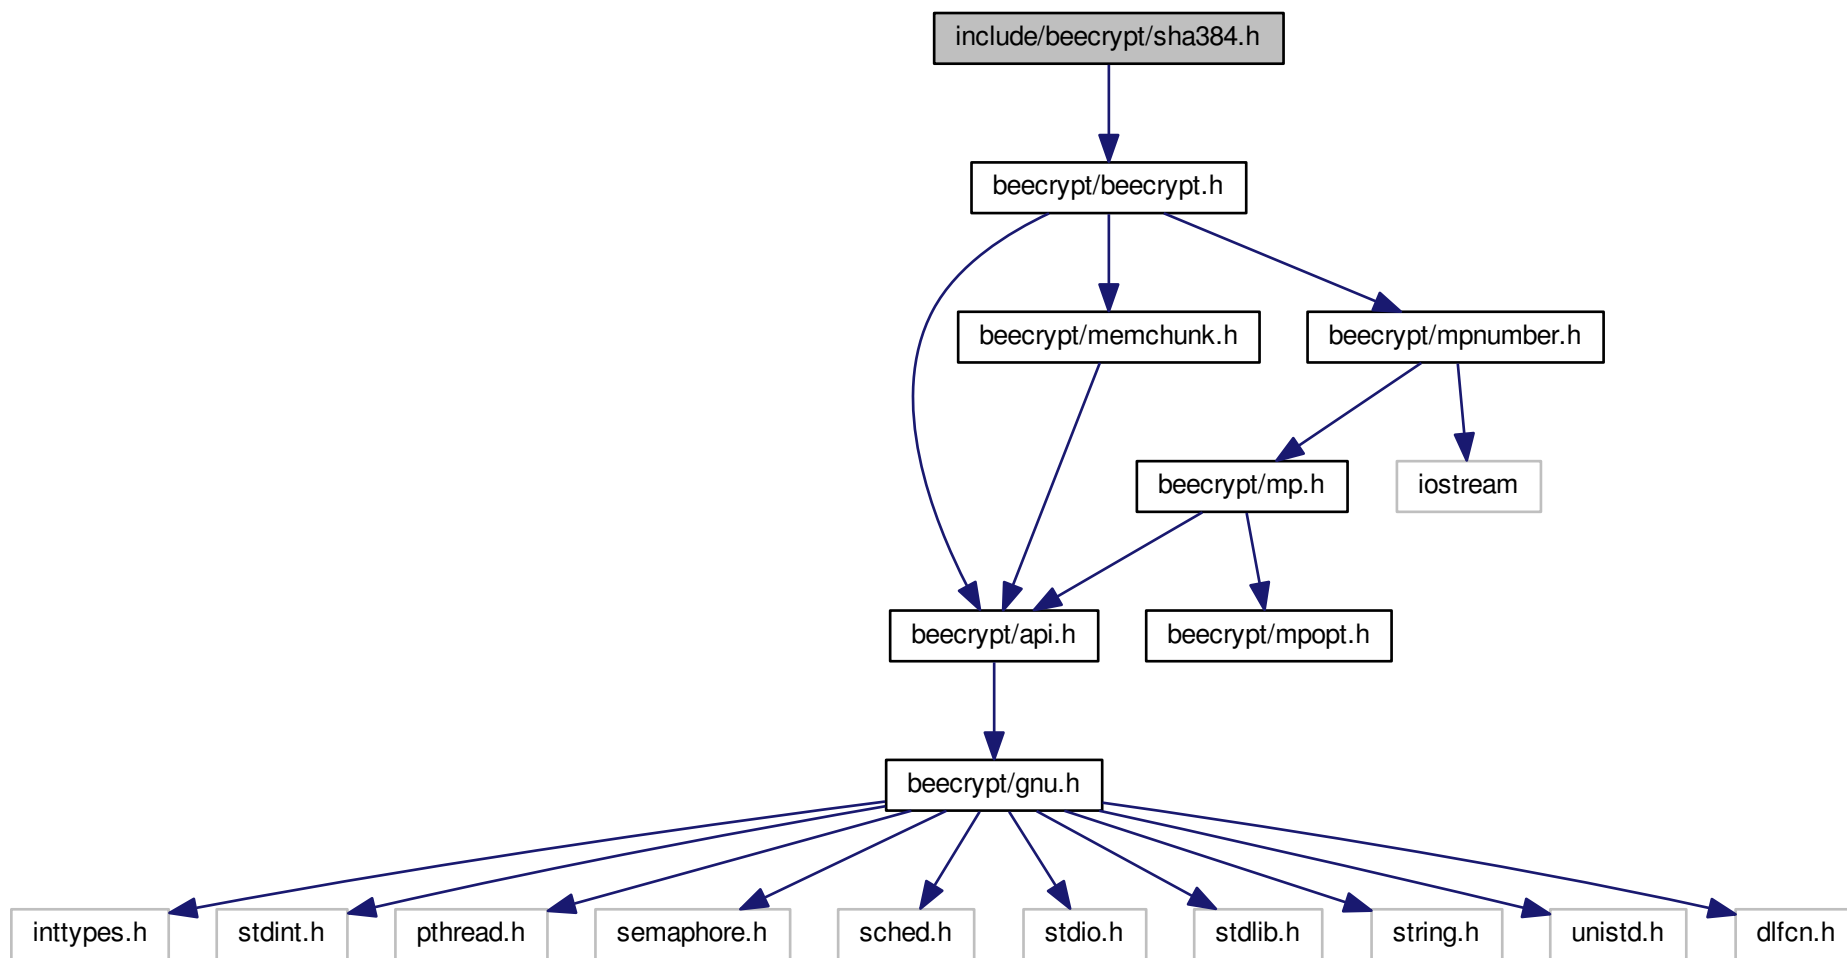 include/beecrypt/sha384.h
beecrypt/beecrypt.h
beecrypt/memchunk.h
beecrypt/mpnumber.h
beecrypt/mp.h
iostream
beecrypt/api.h
beecrypt/mpopt.h
beecrypt/gnu.h
inttypes.h
stdint.h
pthread.h
semaphore.h
sched.h
stdio.h
stdlib.h
string.h
unistd.h
dlfcn.h